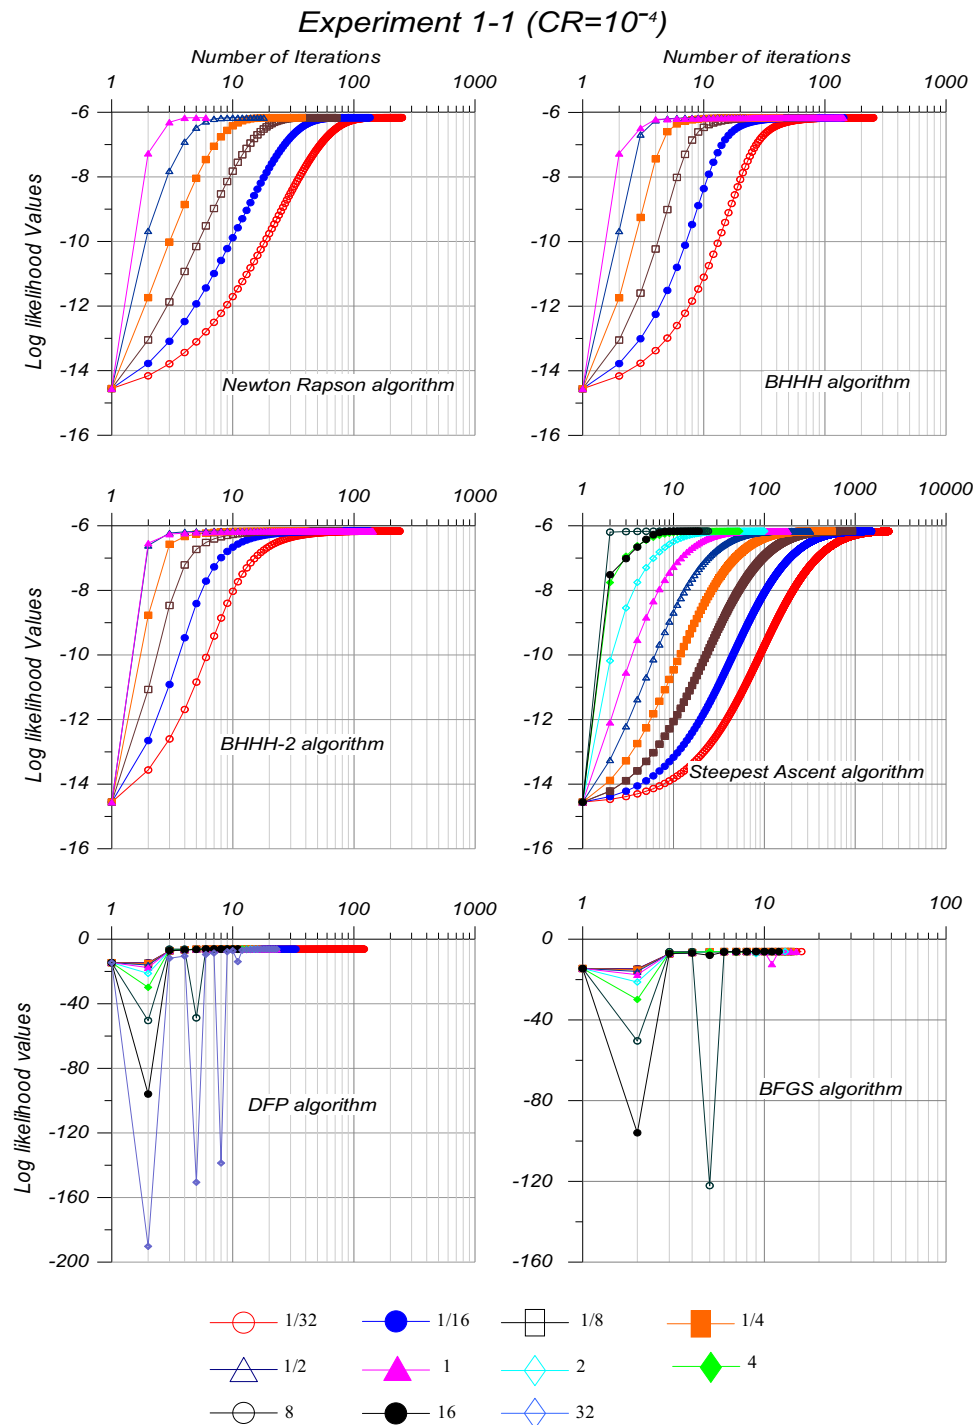 Experiment 1-1 (CR=10⁻⁴)
Number of Iterations Number of iterations
1 10 100 1000 1 10 100 1000
-6 -6
-8 -8
-10 -10
-12 -12
-14 -14
-16 -16
Log likelihood Values
Newton Rapson algorithm BHHH algorithm
1 10 100 1000 1 10 100 1000 10000
-6 -6
-8 -8
-10 -10
-12 -12
-14 -14
-16 -16
Log likelihood Values
BHHH-2 algorithm Steepest Ascent algorithm
1 10 100 1000 1 10 100
0 0
-40 -40
-80 -80
-120 -120
-160 -160
-200
Log likelihood values
DFP algorithm BFGS algorithm
1/32 1/16 1/8 1/4
1/2 1 2 4
8 16 32